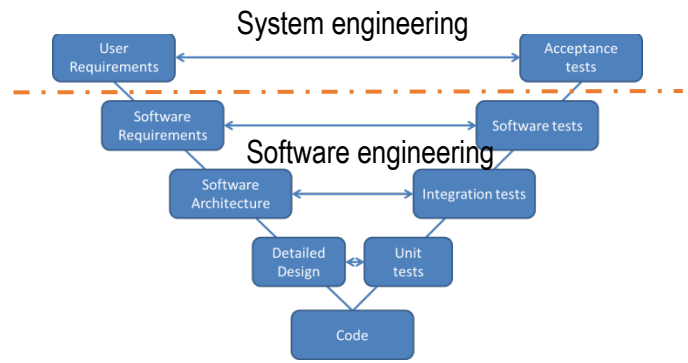 System engineering
User
Requirements
Acceptance
tests
Software
Requirements
Software tests
Software engineering
Software
Architecture
Integration tests
Detailed
Design
Unit
tests
Code